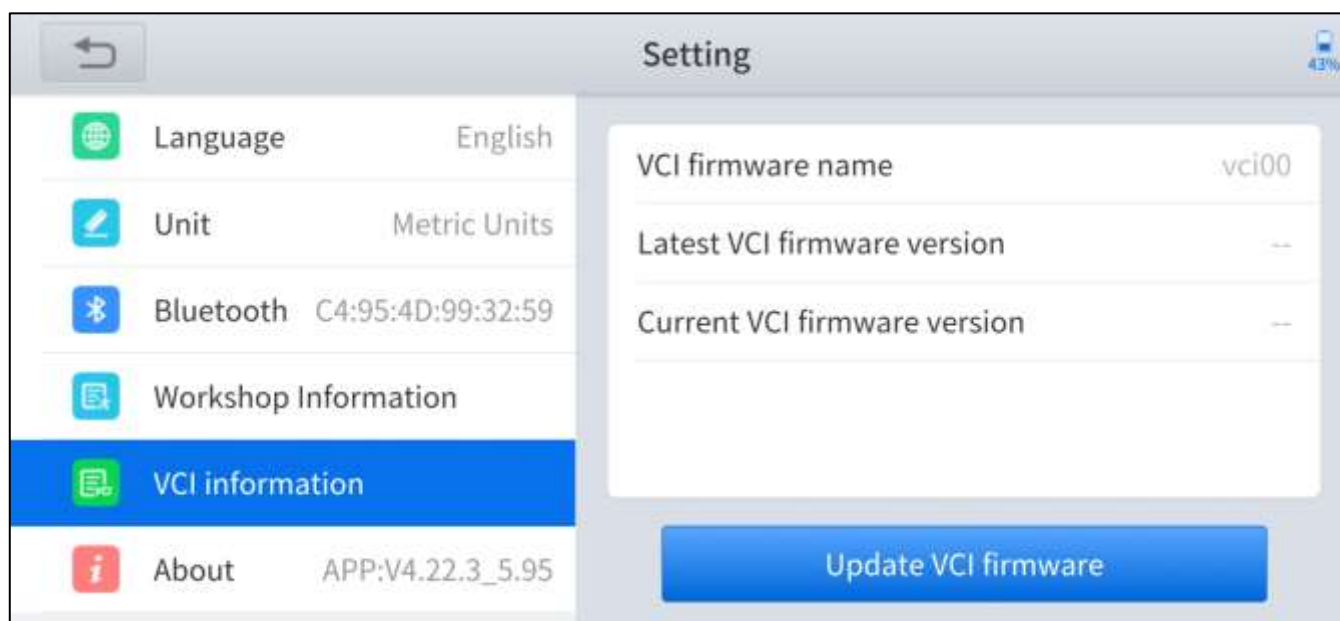 Setting
43%
Language English
Unit Metric Units
Bluetooth C4:95:4D:99:32:59
Workshop Information
VCI information
About APP:V4.22.3_5.95
VCI firmware name vci00
Latest VCI firmware version --
Current VCI firmware version --
Update VCI firmware